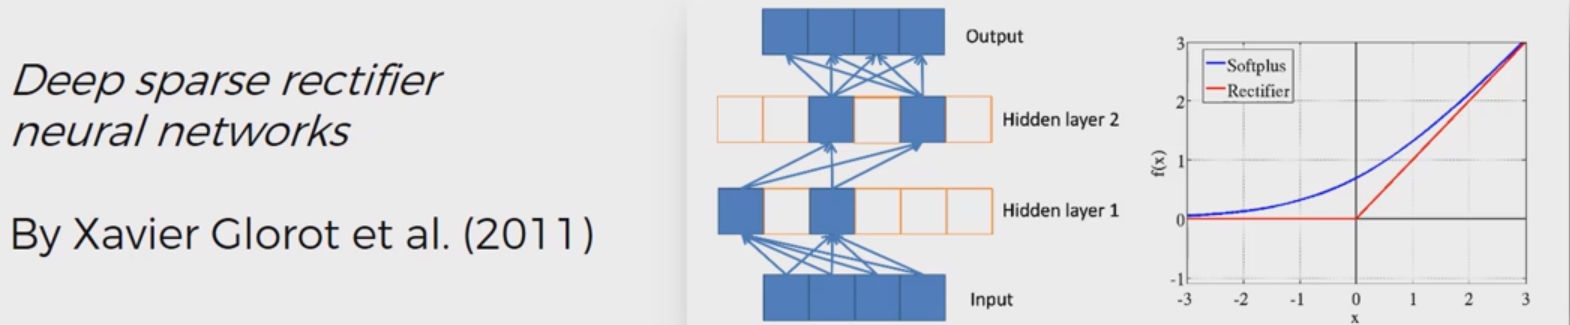 Deep sparse rectifier
neural networks
By Xavier Glorot et al. (2011)
Output
Hidden layer 2
Hidden layer 1
Input
Softplus
Rectifier
f(x)
3
2
1
0
-1
-3 -2 -1 0 1 2 3
x